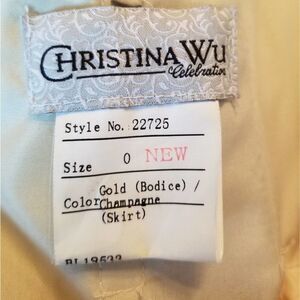 CHRISTINA WU
Celebration
Style No. 22725
Size 0 NEW
Gold (Bodice) /
Color Champagne
(Skirt)